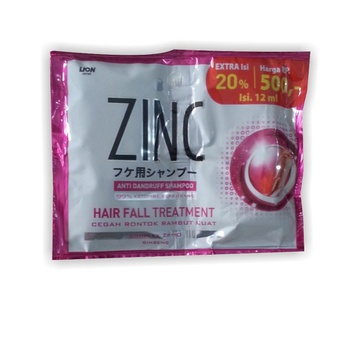 LION
EXTRA Isi
20%
Harga RP.
500,-
Isi. 12 ml
ZINC
フケ用シャンプー
ANTI DANDRUFF SHAMPOO
HAIR FALL TREATMENT
CEGAH RONTOK RAMBUT KUAT